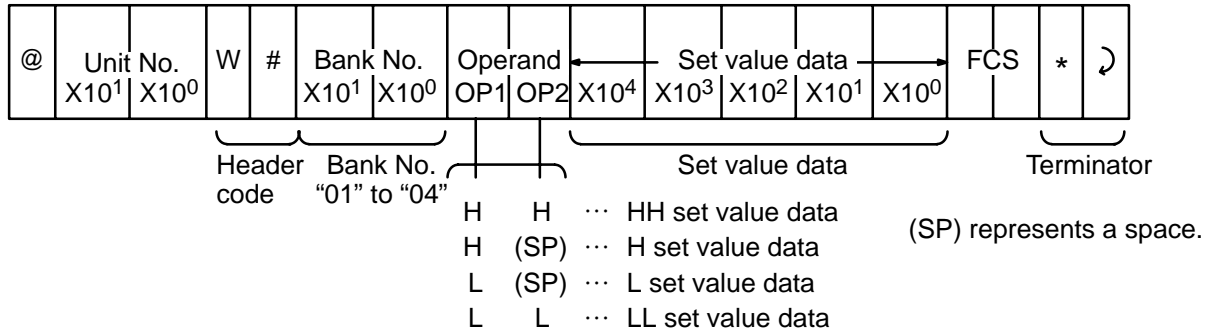 @ Unit No. W # Bank No. Operand Set value data FCS * ⤸
X10¹ X10⁰ X10¹ X10⁰ OP1 OP2 X10⁴ X10³ X10² X10¹ X10⁰
Header Bank No. Set value data Terminator
code “01” to “04”
H H ··· HH set value data
(SP) represents a space.
H (SP) ··· H set value data
L (SP) ··· L set value data
L L ··· LL set value data